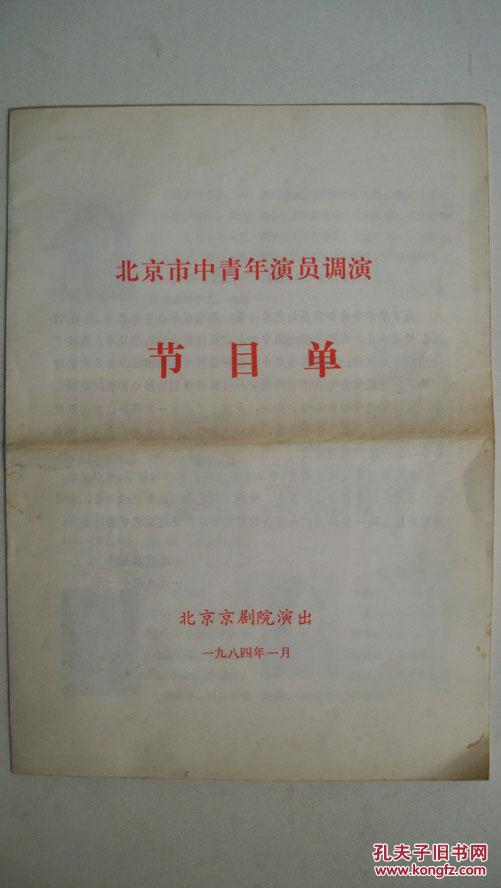 北京市中青年演员调演
节目单
北京京剧院演出
一九八四年一月
孔夫子旧书网
www.kongfz.com